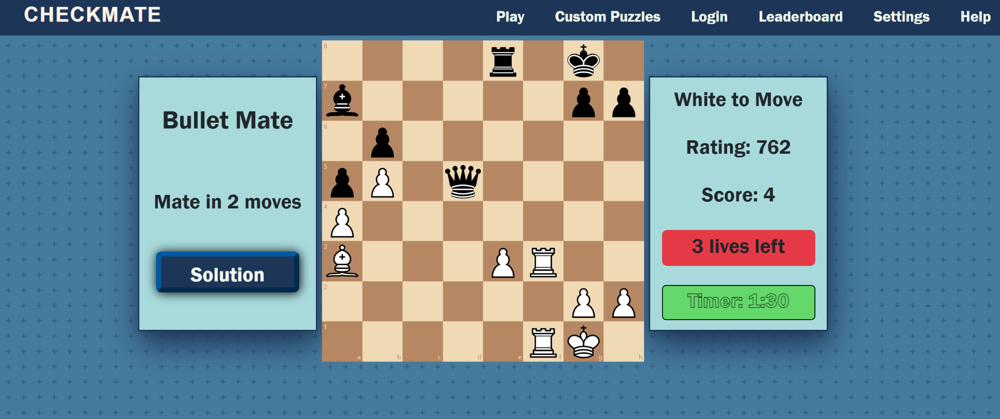 CHECKMATE
Play Custom Puzzles Login Leaderboard Settings Help
Bullet Mate
Mate in 2 moves
Solution
8
7
6
5
4
3
2
1
a b c d e f g h
White to Move
Rating: 762
Score: 4
3 lives left
Timer: 1:30